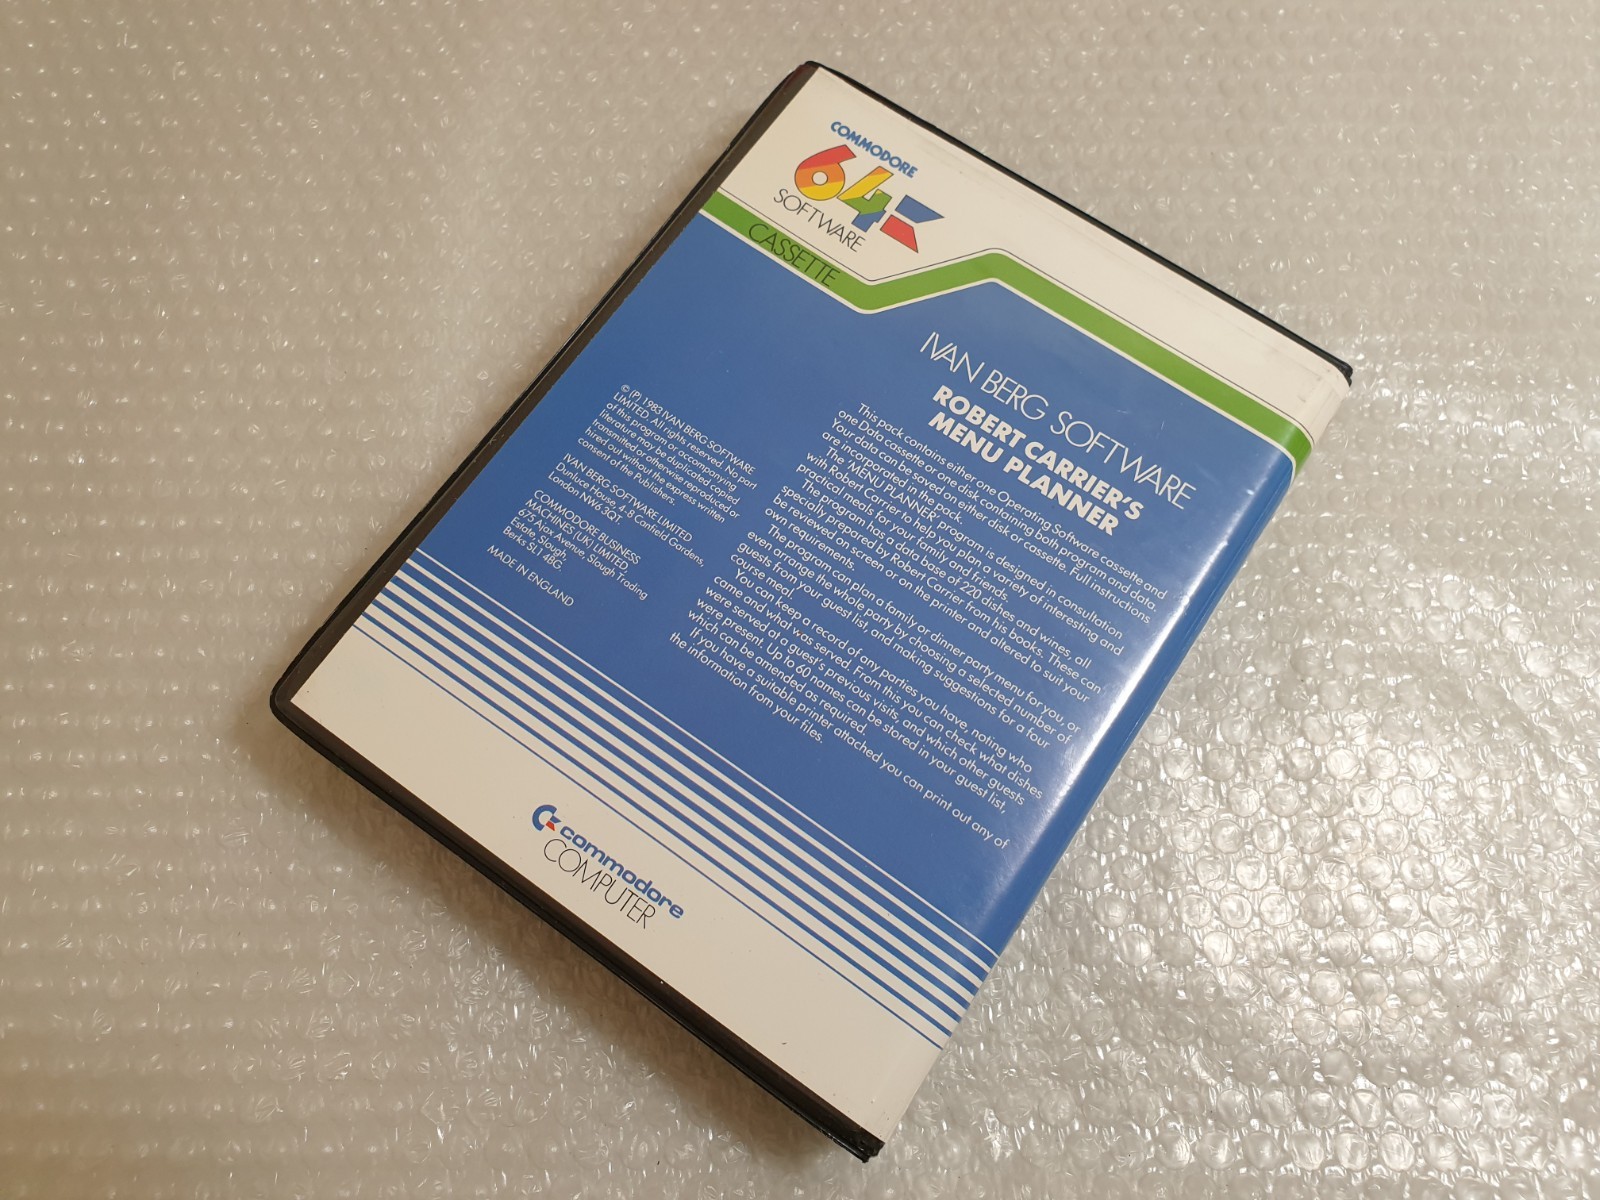 COMMODORE
64
SOFTWARE
CASSETTE
IVAN BERG SOFTWARE
ROBERT CARRIER'S
MENU PLANNER
This pack contains either one Operating Software cassette and
one Data cassette or one disk containing both program and data.
Your data can be saved on either disk or cassette. Full instructions
are incorporated in the pack.
The 'MENU PLANNER' program is designed in consultation
with Robert Carrier to help you plan a variety of interesting and
practical meals for your family and friends.
The program has a data base of 220 dishes and wines, all
specially prepared by Robert Carrier from his books. These can
be reviewed on screen or on the printer and altered to suit your
own requirements.
The program can plan a family or dinner party menu for you, or
even arrange the whole party by choosing a selected number of
guests from your guest list, and making suggestions for a four
course meal.
You can keep a record of any parties you have, noting who
came and what was served. From this you can check what dishes
were served at a guest's previous visits, and which other guests
were present. Up to 60 names can be stored in your guest list,
which can be amended as required.
If you have a suitable printer attached you can print out any of
the information from your files.
© (P) 1983 IVAN BERG SOFTWARE
LIMITED. All rights reserved. No part
of this program or accompanying
literature may be duplicated copied
transmitted or otherwise reproduced or
hired out without the express written
consent of the Publishers.
IVAN BERG SOFTWARE LIMITED
Dunluce House, 4-8 Canfield Gardens,
London NW6 3QT.
COMMODORE BUSINESS
MACHINES (UK) LIMITED,
675 Ajax Avenue, Slough Trading
Estate, Slough,
Berks SL1 4BG.
MADE IN ENGLAND
commodore
COMPUTER